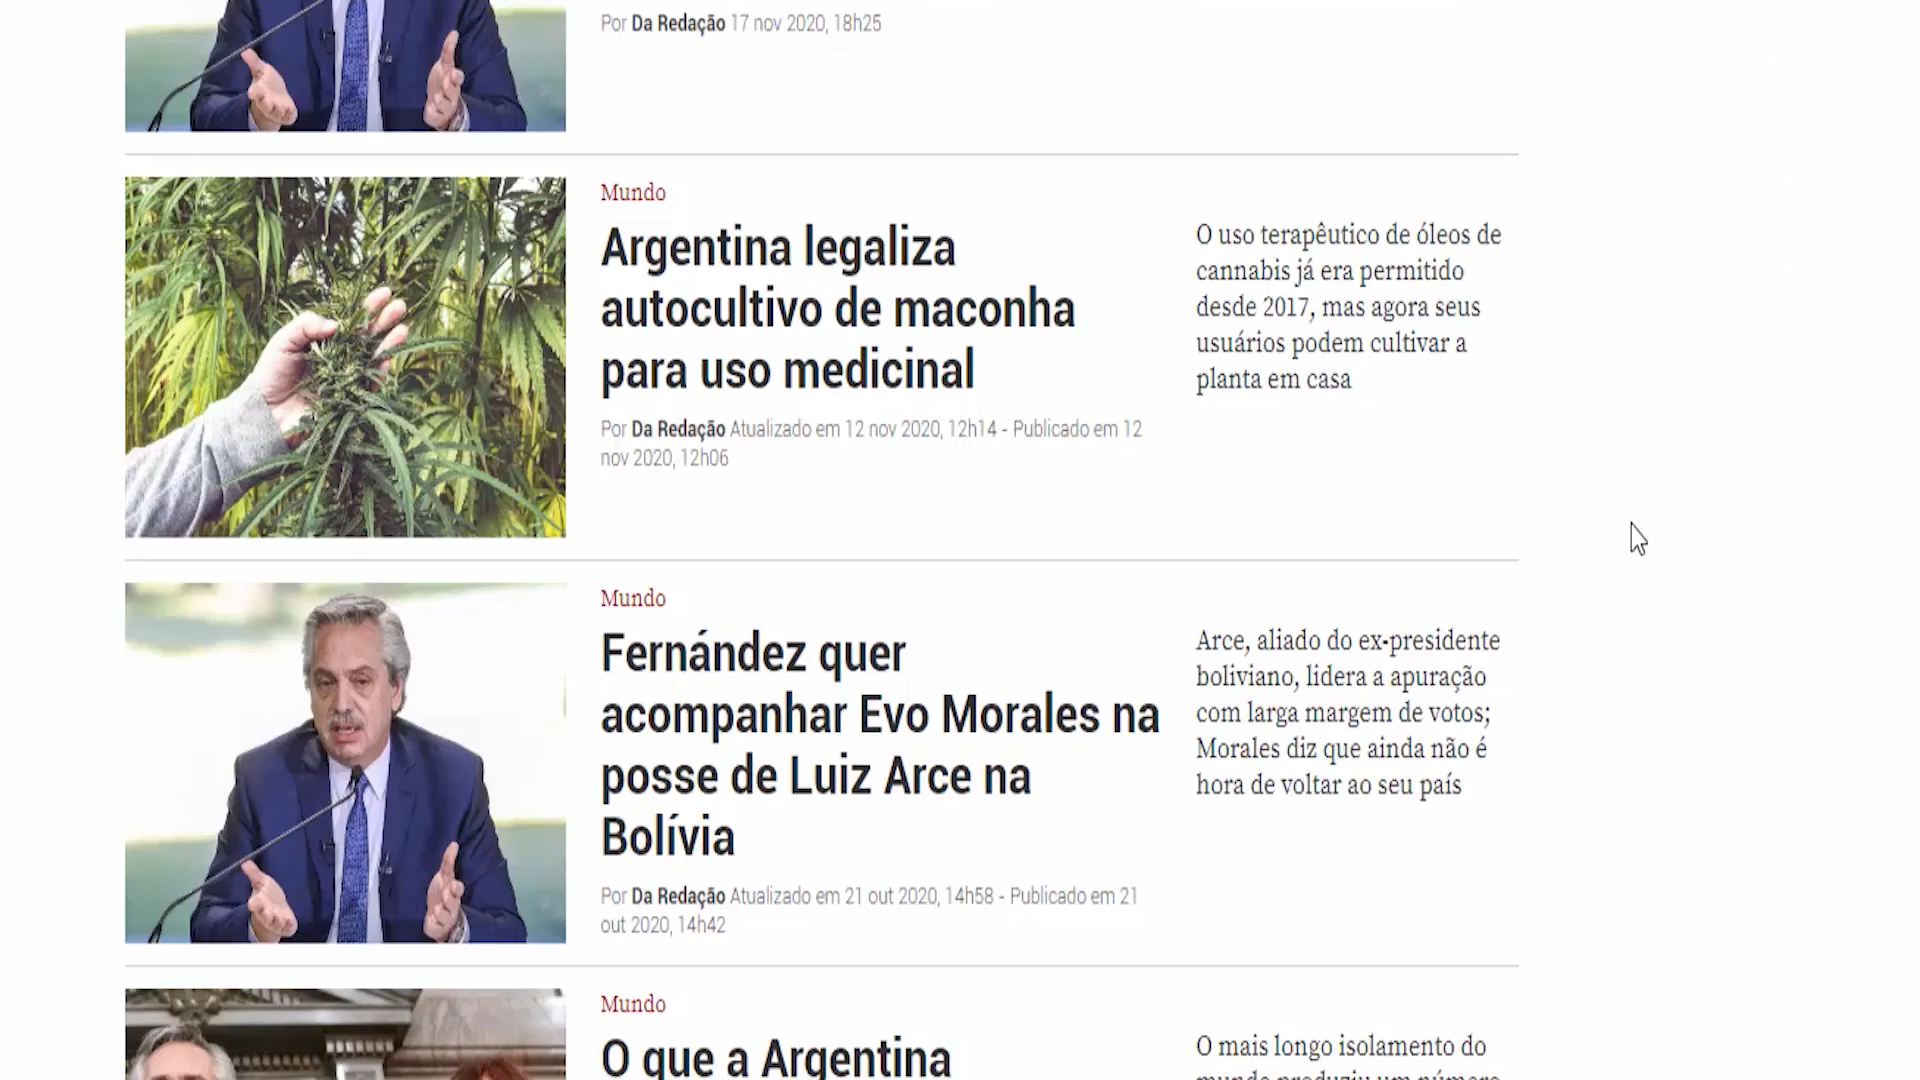 Por Da Redação 17 nov 2020, 18h25
Mundo
Argentina legaliza
autocultivo de maconha
para uso medicinal
Por Da Redação Atualizado em 12 nov 2020, 12h14 - Publicado em 12
nov 2020, 12h06
O uso terapêutico de óleos de
cannabis já era permitido
desde 2017, mas agora seus
usuários podem cultivar a
planta em casa
Mundo
Fernández quer
acompanhar Evo Morales na
posse de Luiz Arce na
Bolívia
Por Da Redação Atualizado em 21 out 2020, 14h58 - Publicado em 21
out 2020, 14h42
Arce, aliado do ex-presidente
boliviano, lidera a apuração
com larga margem de votos;
Morales diz que ainda não é
hora de voltar ao seu país
Mundo
O que a Argentina
O mais longo isolamento do
mundo produziu um número